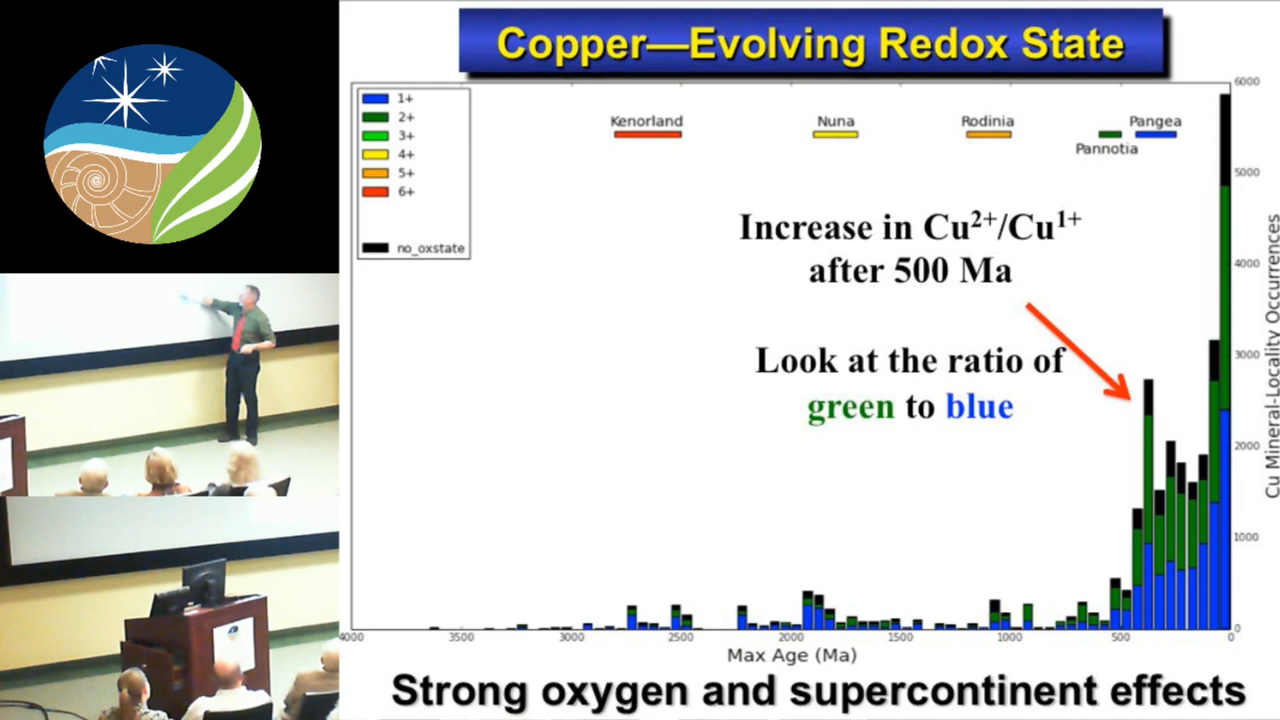 Copper—Evolving Redox State
1+
2+
3+
4+
5+
6+
no_oxstate
Kenorland
Nuna
Rodinia
Pangea
Pannotia
Increase in Cu²⁺/Cu¹⁺
after 500 Ma
Look at the ratio of
green to blue
6000
5000
4000
3000
2000
1000
0
Cu Mineral-Locality Occurrences
4000 3500 3000 2500 2000 1500 1000 500 0
Max Age (Ma)
Strong oxygen and supercontinent effects